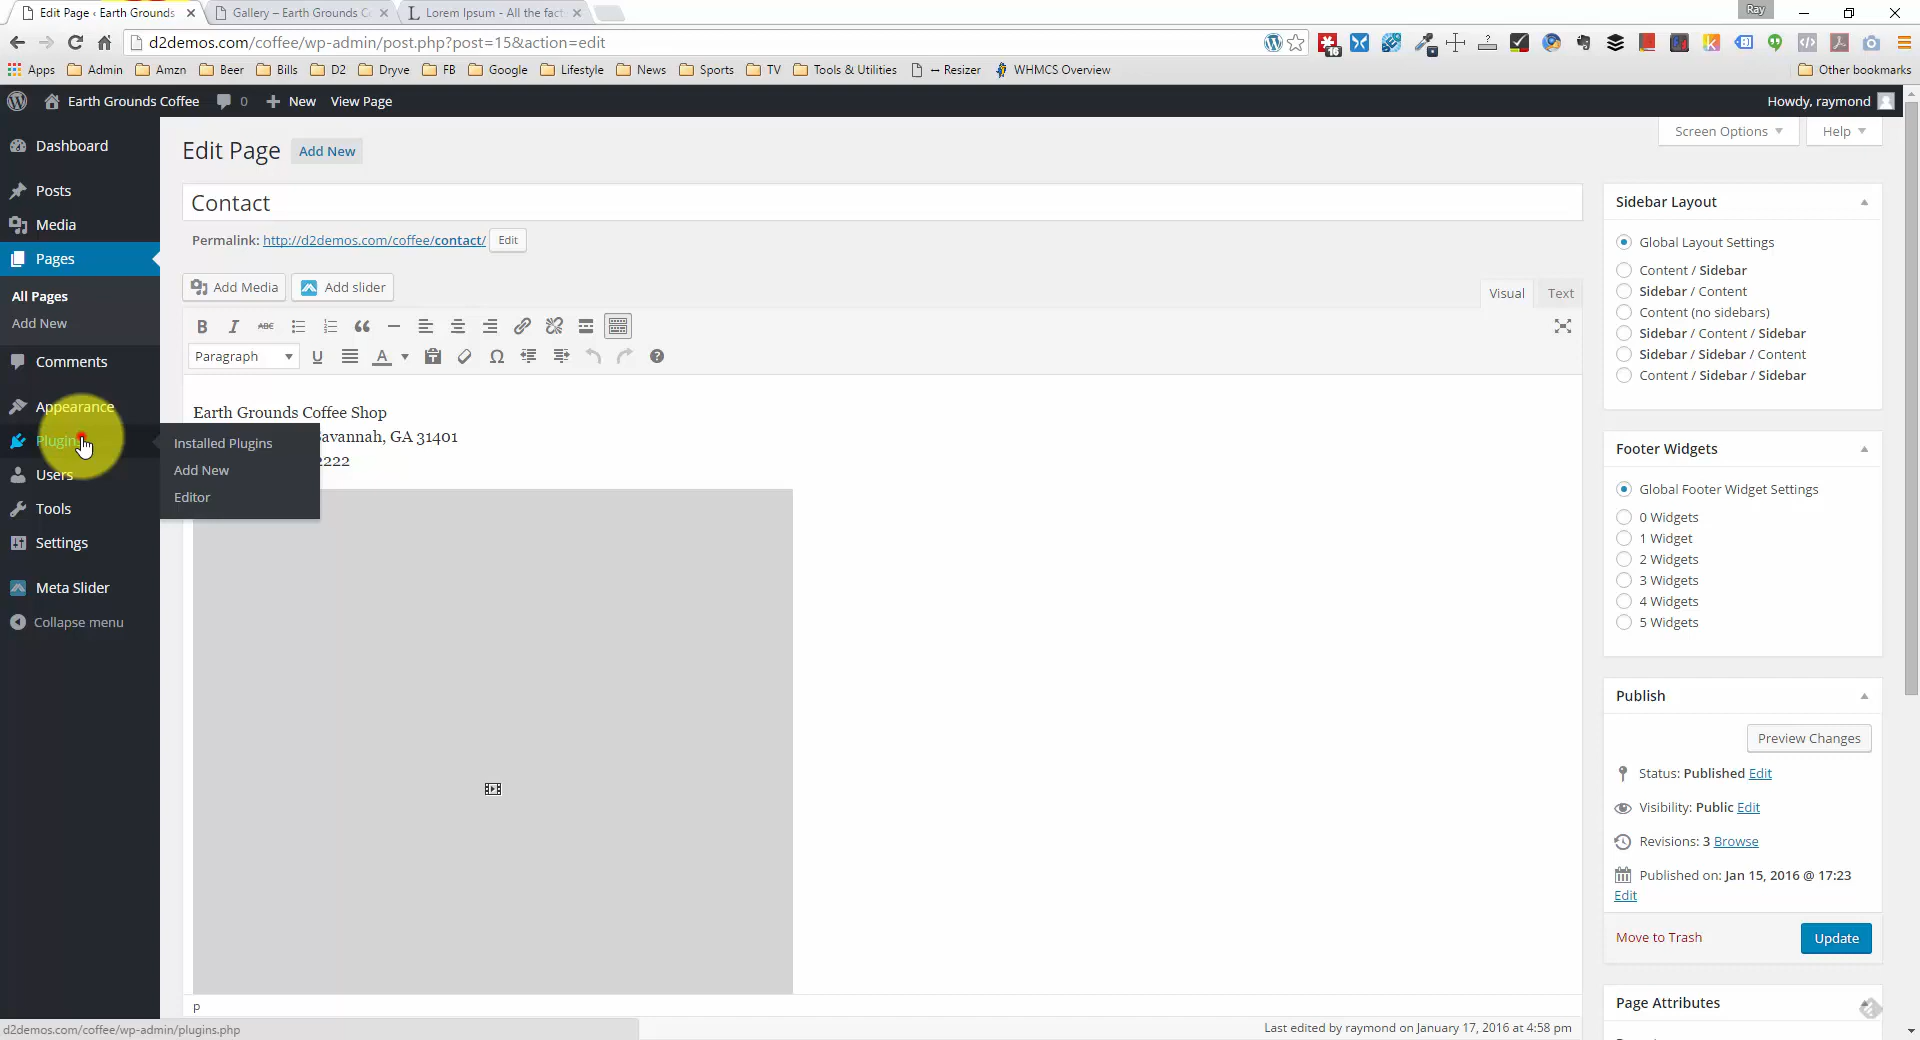 Edit Page ‹ Earth Grounds
Gallery – Earth Grounds C
Lorem Ipsum - All the fact
Ray
d2demos.com/coffee/wp-admin/post.php?post=15&action=edit
16
Apps Admin Amzn Beer Bills D2 Dryve FB Google Lifestyle News Sports TV Tools & Utilities -- Resizer WHMCS Overview Other bookmarks
Earth Grounds Coffee 0 New View Page Howdy, raymond
Screen Options Help
Dashboard
Posts
Media
Pages
All Pages
Add New
Comments
Appearance
Plugins
Users
Tools
Settings
Meta Slider
Collapse menu
Installed Plugins
Add New
Editor
Edit Page Add New
Contact
Permalink: http://d2demos.com/coffee/contact/ Edit
Add Media Add slider
Visual Text
B I ABC
Paragraph U A Ω ?
Earth Grounds Coffee Shop
Savannah, GA 31401
2222
p
Last edited by raymond on January 17, 2016 at 4:58 pm
Sidebar Layout
Global Layout Settings
Content / Sidebar
Sidebar / Content
Content (no sidebars)
Sidebar / Content / Sidebar
Sidebar / Sidebar / Content
Content / Sidebar / Sidebar
Footer Widgets
Global Footer Widget Settings
0 Widgets
1 Widget
2 Widgets
3 Widgets
4 Widgets
5 Widgets
Publish
Preview Changes
Status: Published Edit
Visibility: Public Edit
Revisions: 3 Browse
Published on: Jan 15, 2016 @ 17:23
Edit
Move to Trash Update
Page Attributes
d2demos.com/coffee/wp-admin/plugins.php